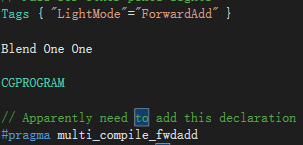 Tags { "LightMode"="ForwardAdd" }
Blend One One
CGPROGRAM
// Apparently need to add this declaration
#pragma multi_compile_fwdadd